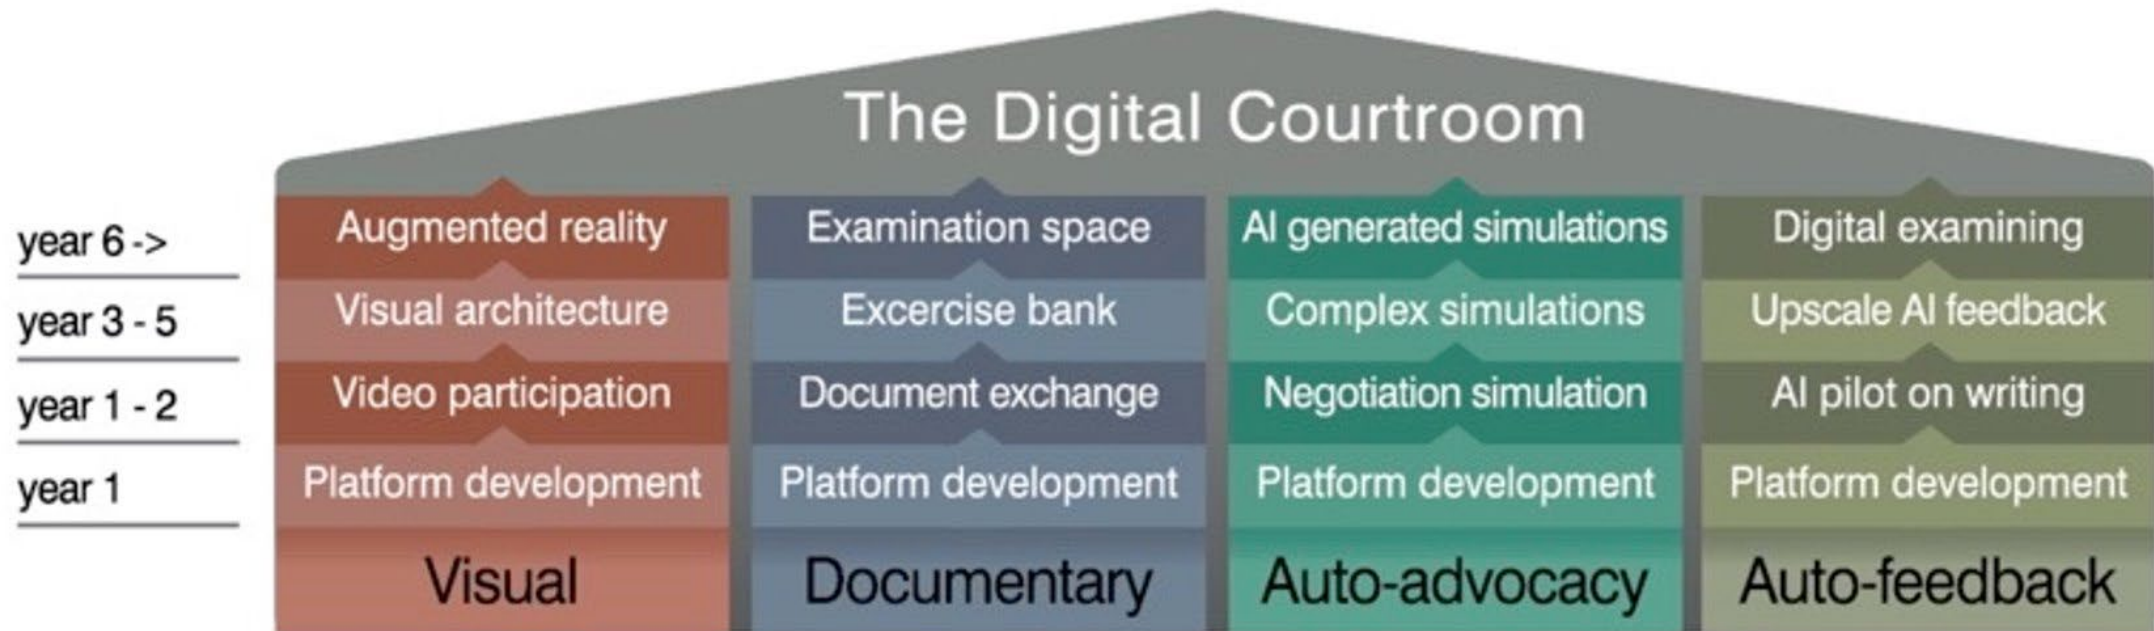 The Digital Courtroom
year 6 -> Augmented reality Examination space AI generated simulations Digital examining
year 3 - 5 Visual architecture Excercise bank Complex simulations Upscale AI feedback
year 1 - 2 Video participation Document exchange Negotiation simulation AI pilot on writing
year 1 Platform development Platform development Platform development Platform development
Visual Documentary Auto-advocacy Auto-feedback